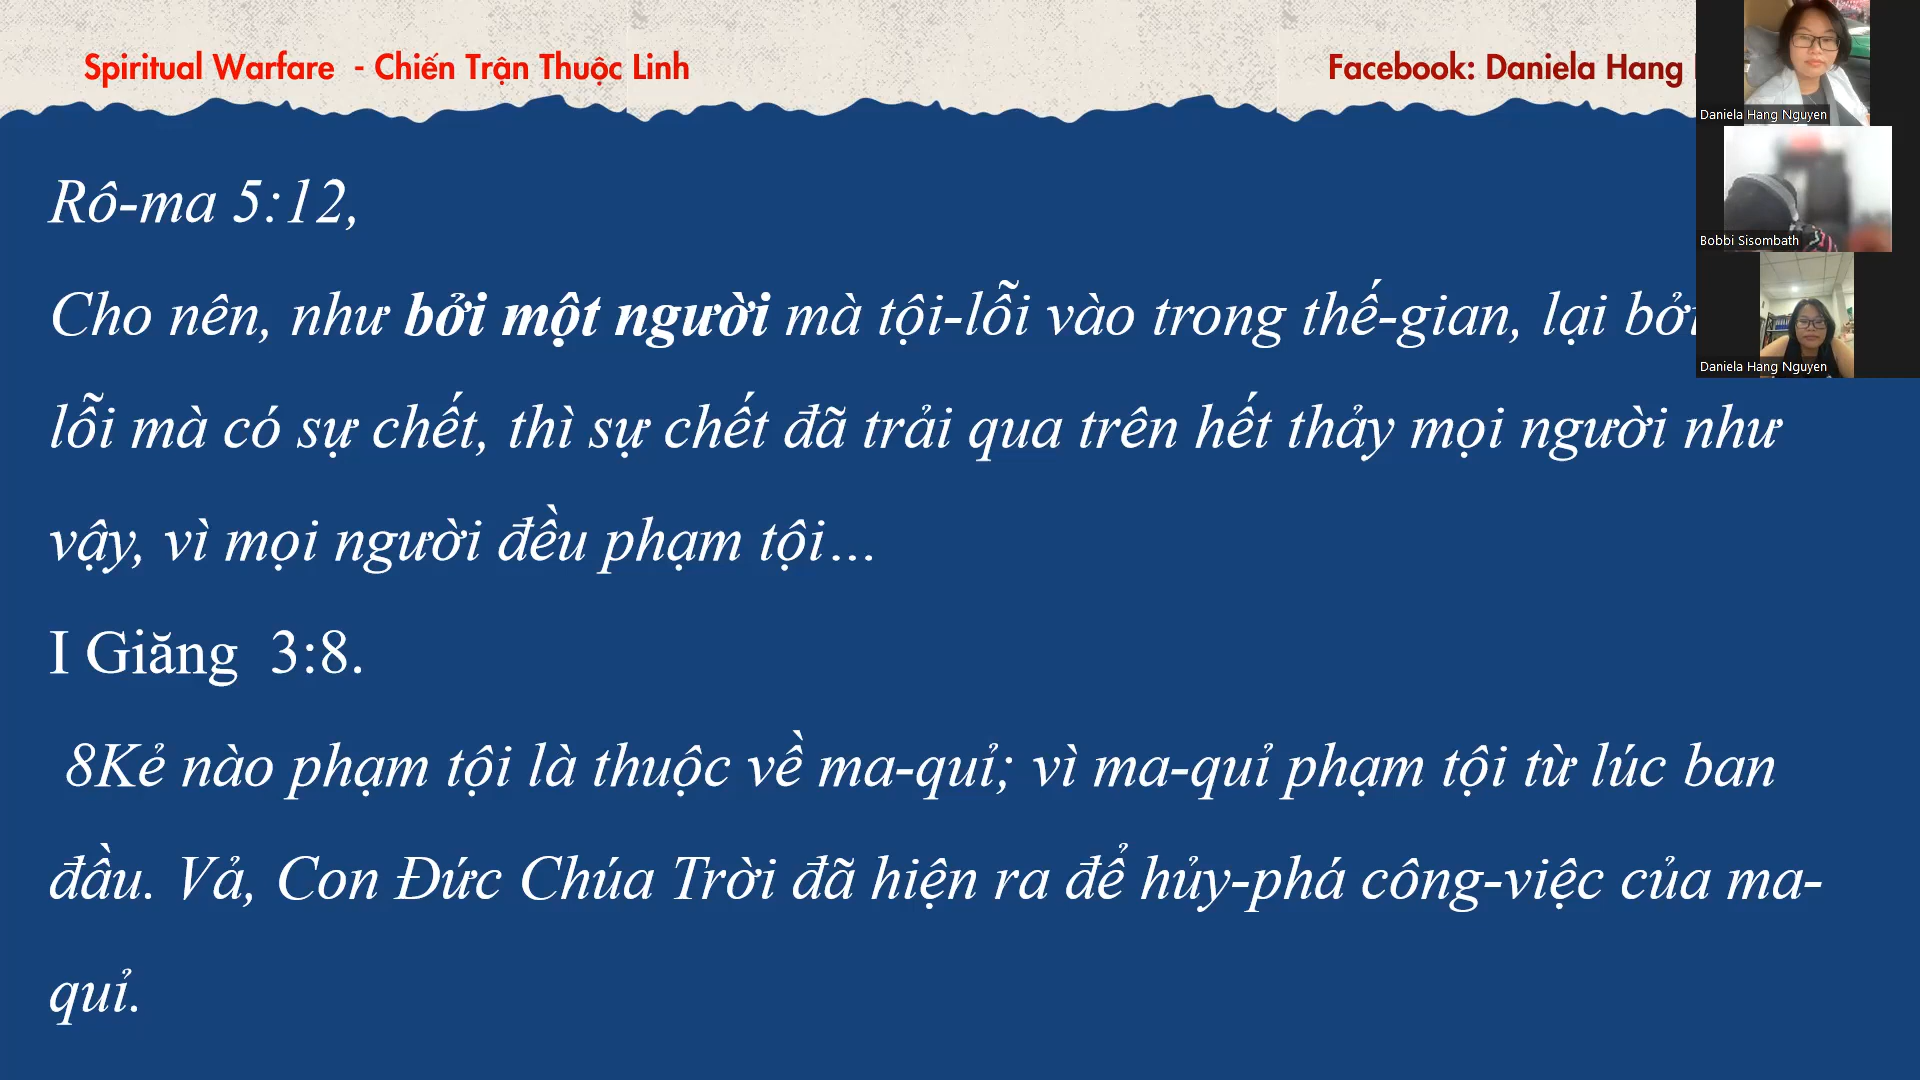 Spiritual Warfare - Chiến Trận Thuộc Linh
Facebook: Daniela Hang
Daniela Hang Nguyen
Bobbi Sisombath
Daniela Hang Nguyen
Rô-ma 5:12,
Cho nên, như bởi một người mà tội-lỗi vào trong thế-gian, lại bởi
lỗi mà có sự chết, thì sự chết đã trải qua trên hết thảy mọi người như
vậy, vì mọi người đều phạm tội…
I Giăng 3:8.
8Kẻ nào phạm tội là thuộc về ma-quỉ; vì ma-quỉ phạm tội từ lúc ban
đầu. Vả, Con Đức Chúa Trời đã hiện ra để hủy-phá công-việc của ma-
quỉ.